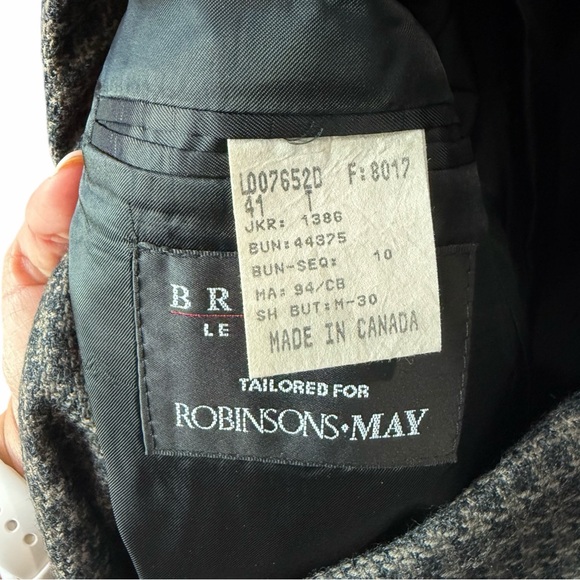 L007652D F:8017
41 T
JKR: 1386
BUN:44375
BUN-SEQ: 10
MA: 94/CB
SH BUT:M-30
MADE IN CANADA
BR
LE
TAILORED FOR
ROBINSONS•MAY